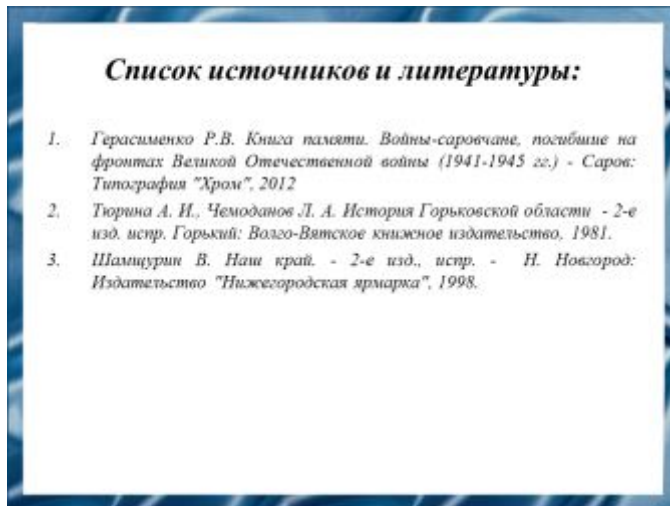 Список источников и литературы:
1. Герасименко Р.В. Книга памяти. Войны-саровчане, погибшие на
фронтах Великой Отечественной войны (1941-1945 гг.) - Саров:
Типография "Хром", 2012
2. Тюрина А. И., Чемоданов Л. А. История Горьковской области - 2-е
изд. испр. Горький: Волго-Вятское книжное издательство, 1981.
3. Шамшурин В. Наш край. - 2-е изд., испр. - Н. Новгород:
Издательство "Нижегородская ярмарка", 1998.